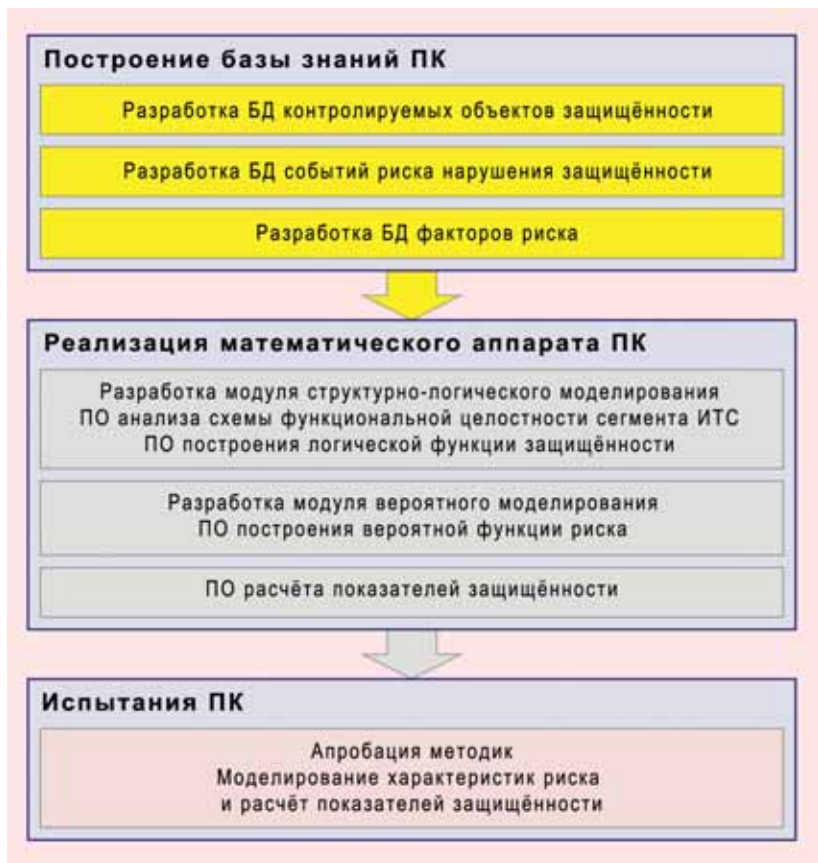 Построение базы знаний ПК
Разработка БД контролируемых объектов защищённости
Разработка БД событий риска нарушения защищённости
Разработка БД факторов риска
Реализация математического аппарата ПК
Разработка модуля структурно-логического моделирования
ПО анализа схемы функциональной целостности сегмента ИТС
ПО построения логической функции защищённости
Разработка модуля вероятного моделирования
ПО построения вероятной функции риска
ПО расчёта показателей защищённости
Испытания ПК
Апробация методик
Моделирование характеристик риска
и расчёт показателей защищённости